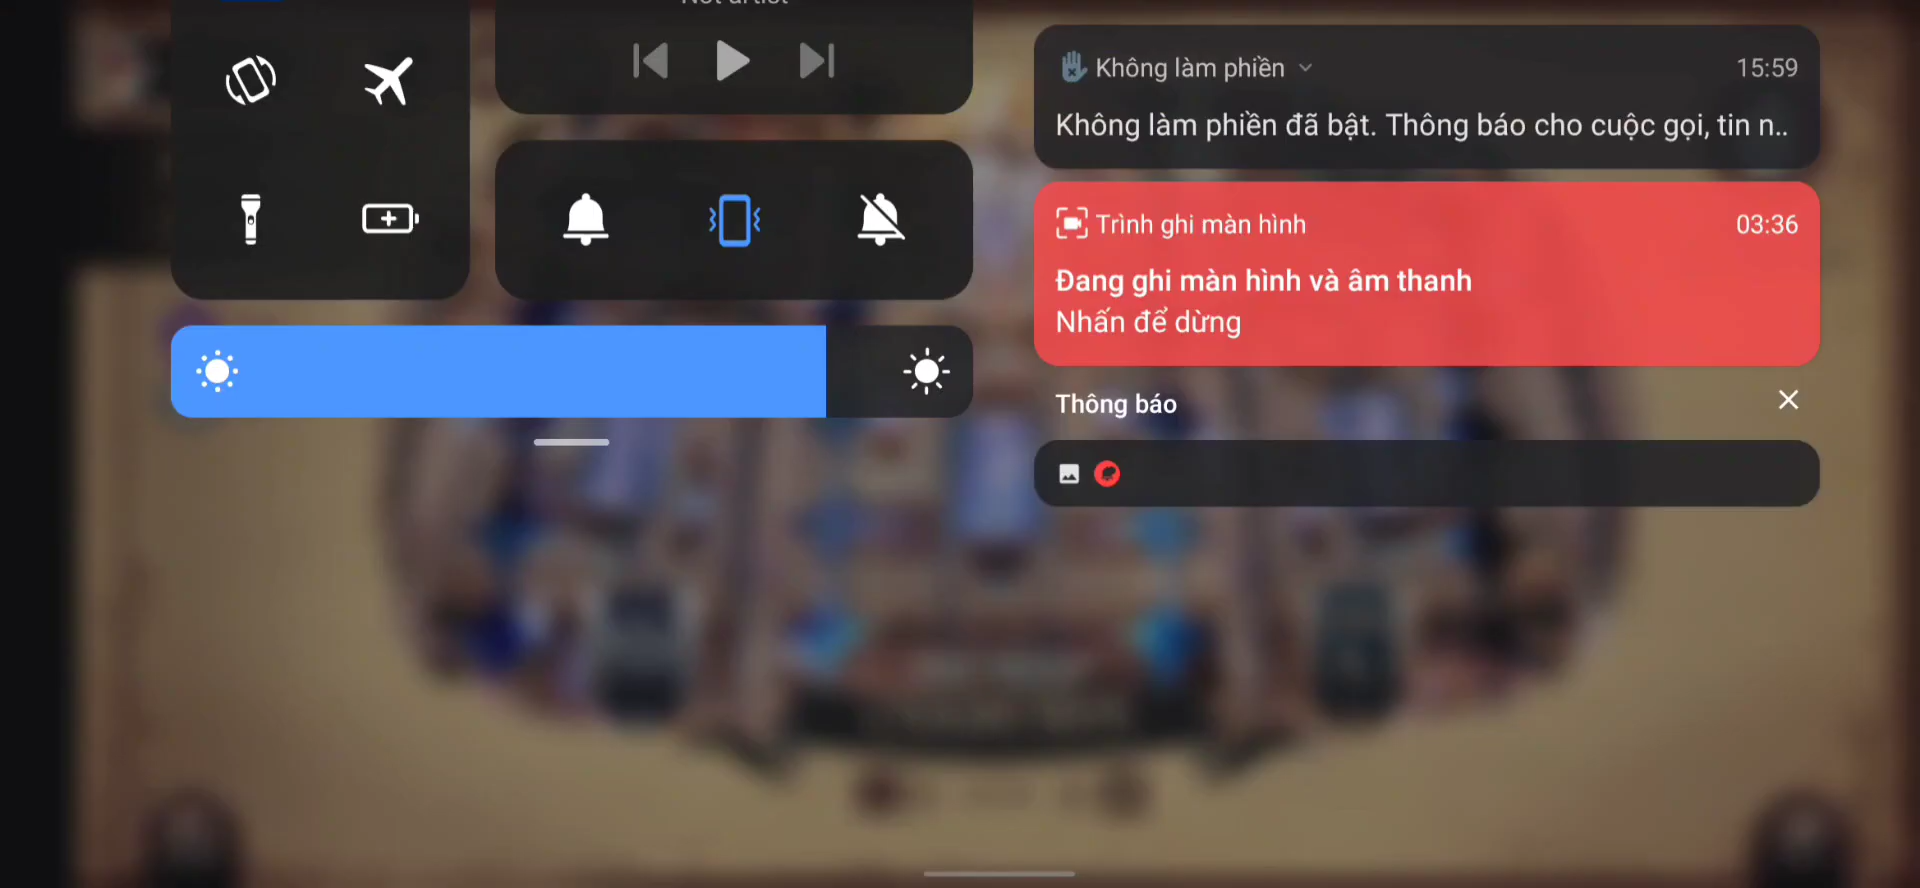 Không làm phiền
15:59
Không làm phiền đã bật. Thông báo cho cuộc gọi, tin n..
Trình ghi màn hình
03:36
Đang ghi màn hình và âm thanh
Nhấn để dừng
Thông báo